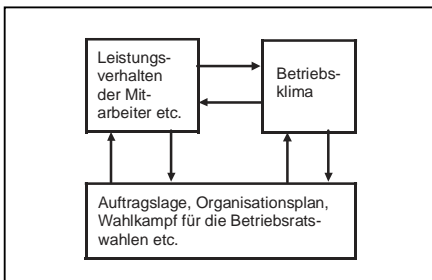 Leistungs-
verhalten
der Mit-
arbeiter etc.
Betriebs-
klima
Auftragslage, Organisationsplan,
Wahlkampf für die Betriebsrats-
wahlen etc.